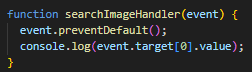 function searchImageHandler(event) {
  event.preventDefault();
  console.log(event.target[0].value);
}